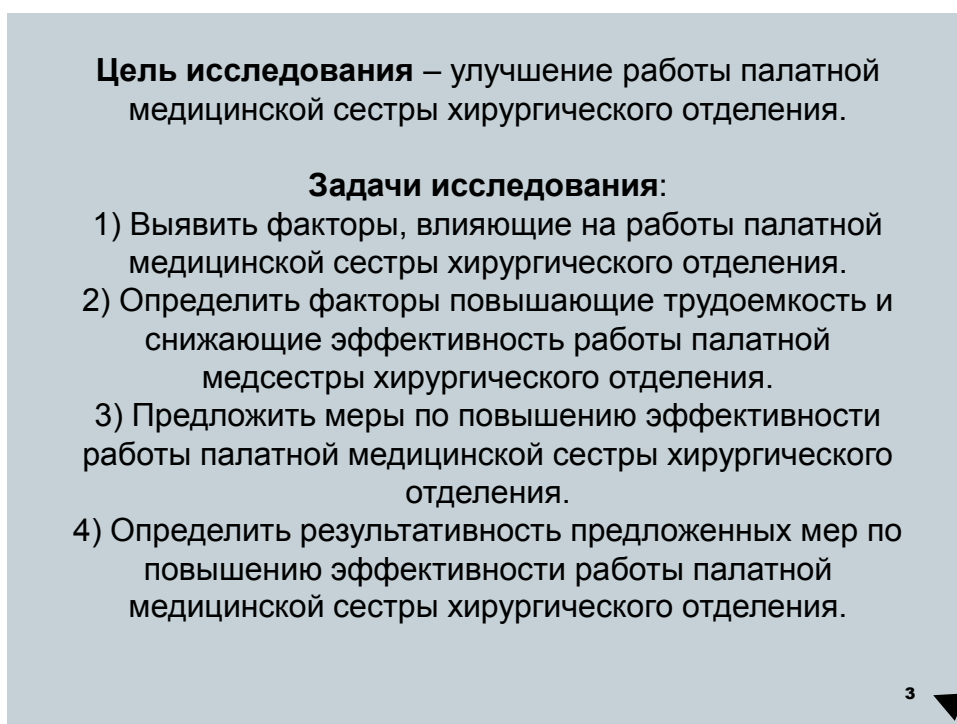 Цель исследования – улучшение работы палатной
медицинской сестры хирургического отделения.
Задачи исследования:
1) Выявить факторы, влияющие на работы палатной
медицинской сестры хирургического отделения.
2) Определить факторы повышающие трудоемкость и
снижающие эффективность работы палатной
медсестры хирургического отделения.
3) Предложить меры по повышению эффективности
работы палатной медицинской сестры хирургического
отделения.
4) Определить результативность предложенных мер по
повышению эффективности работы палатной
медицинской сестры хирургического отделения.
3